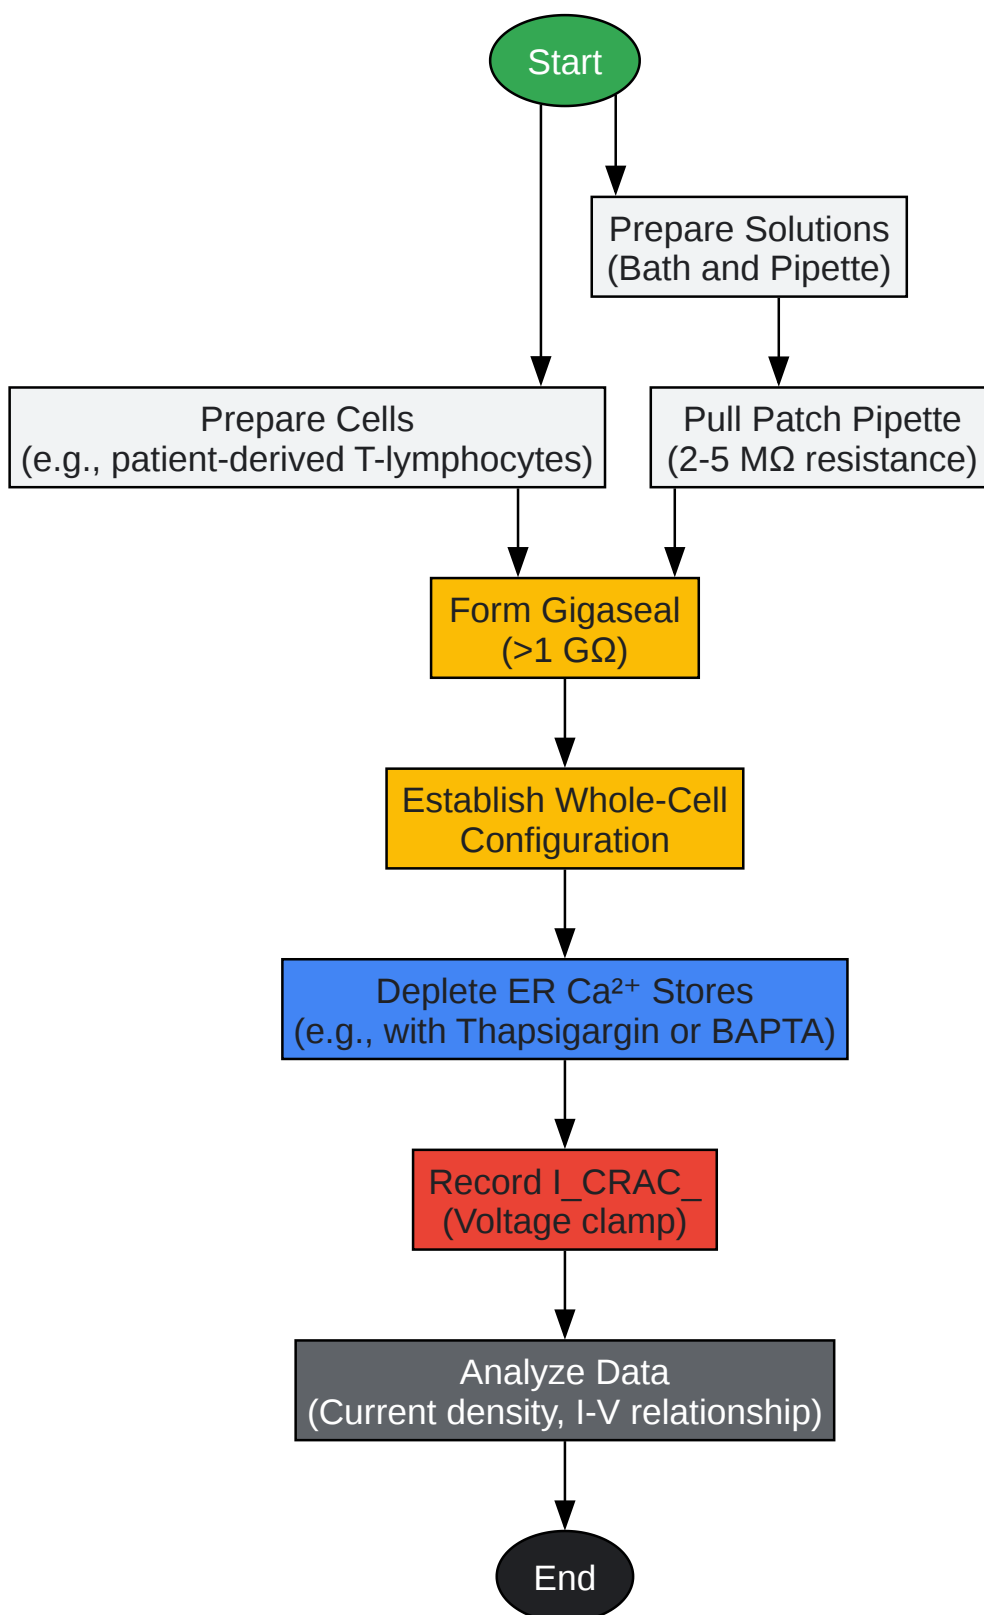 Start
Prepare Solutions
(Bath and Pipette)
Prepare Cells
(e.g., patient-derived T-lymphocytes)
Pull Patch Pipette
(2-5 MΩ resistance)
Form Gigaseal
(>1 GΩ)
Establish Whole-Cell
Configuration
Deplete ER Ca²⁺ Stores
(e.g., with Thapsigargin or BAPTA)
Record I_CRAC_
(Voltage clamp)
Analyze Data
(Current density, I-V relationship)
End